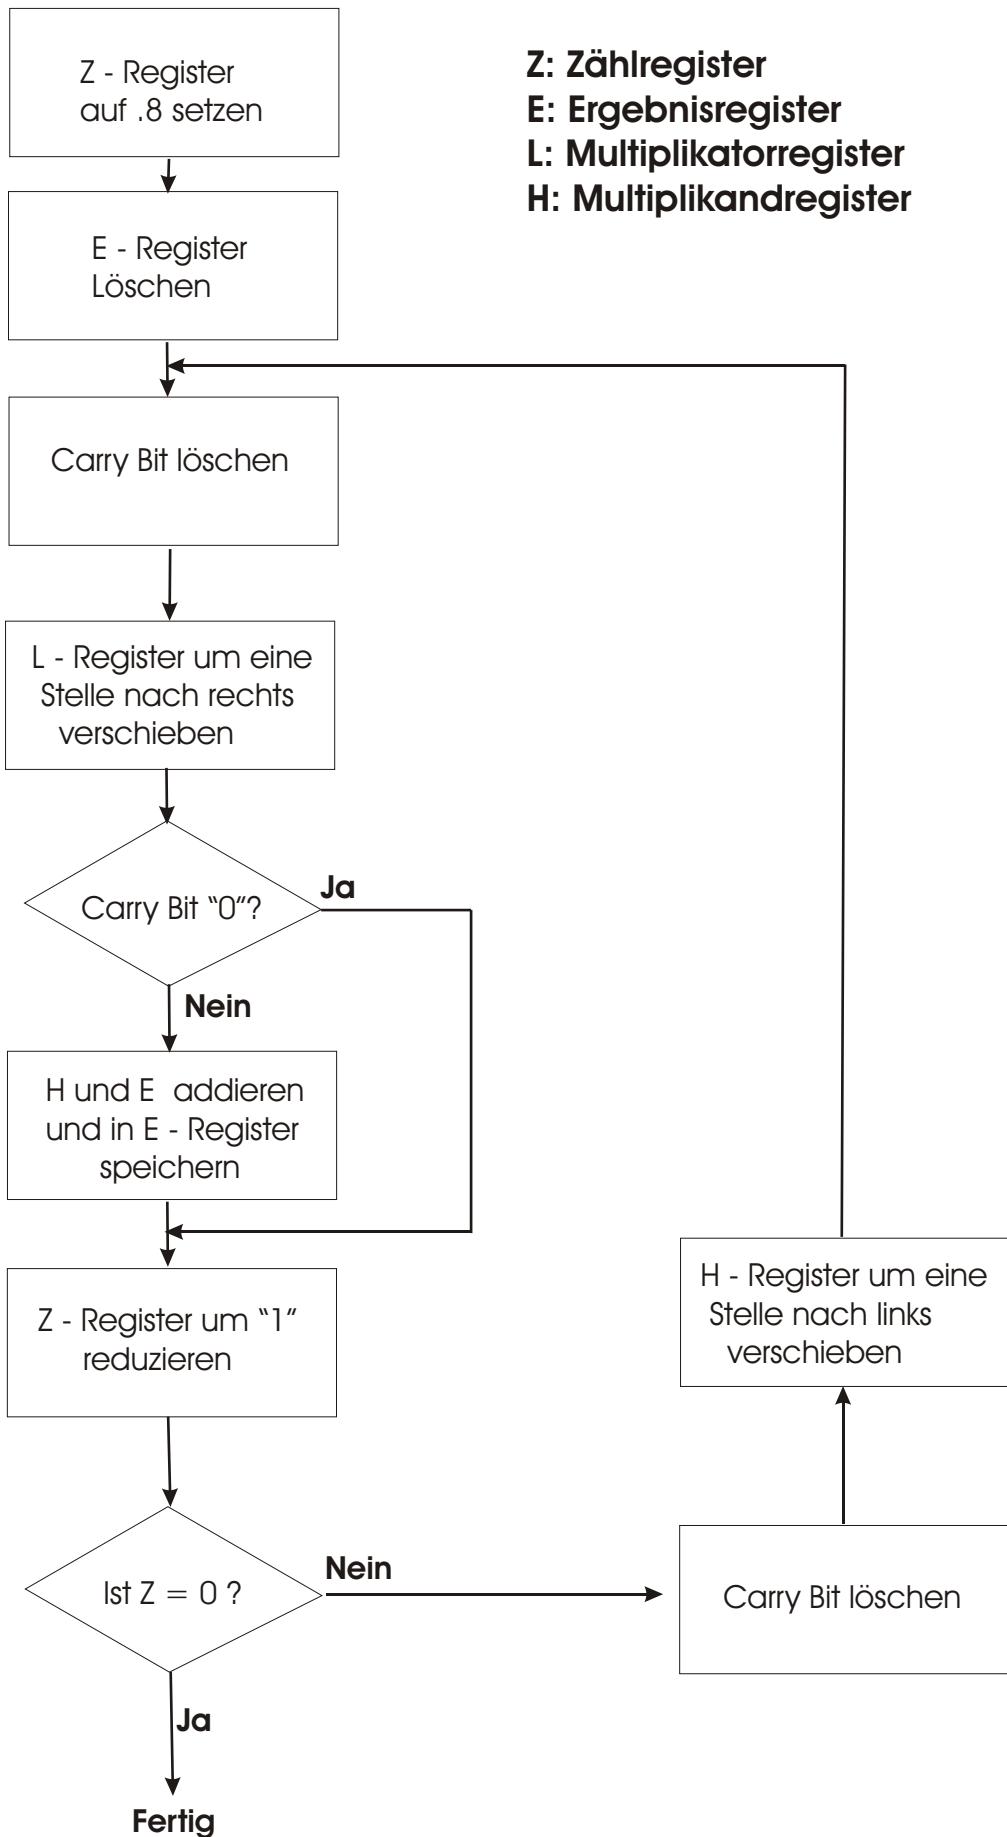 Z - Register
auf .8 setzen
Z: Zählregister
E: Ergebnisregister
L: Multiplikatorregister
H: Multiplikandregister
E - Register
Löschen
Carry Bit löschen
L - Register um eine
Stelle nach rechts
verschieben
Carry Bit “0”?
Ja
Nein
H und E addieren
und in E - Register
speichern
Z - Register um “1”
reduzieren
H - Register um eine
Stelle nach links
verschieben
Ist Z = 0 ?
Nein
Carry Bit löschen
Ja
Fertig